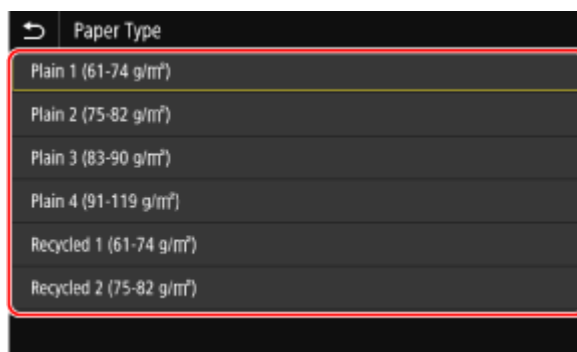 Paper Type
Plain 1 (61-74 g/m²)
Plain 2 (75-82 g/m²)
Plain 3 (83-90 g/m²)
Plain 4 (91-119 g/m²)
Recycled 1 (61-74 g/m²)
Recycled 2 (75-82 g/m²)